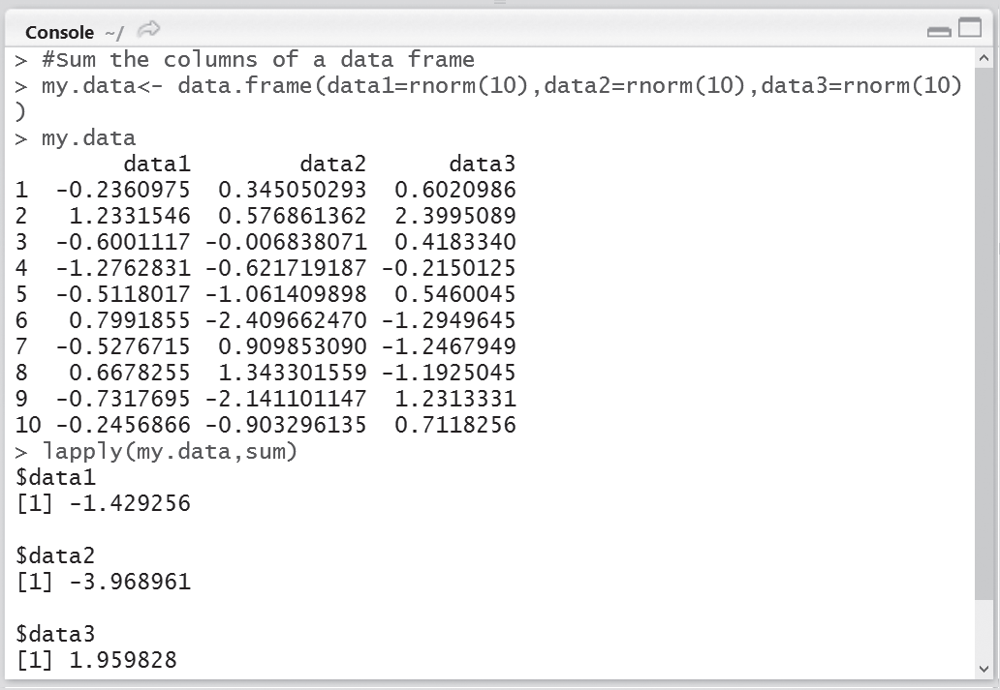 Console ~/
> #Sum the columns of a data frame
> my.data<- data.frame(data1=rnorm(10),data2=rnorm(10),data3=rnorm(10)
)
> my.data
data1 data2 data3
1 -0.2360975 0.345050293 0.6020986
2 1.2331546 0.576861362 2.3995089
3 -0.6001117 -0.006838071 0.4183340
4 -1.2762831 -0.621719187 -0.2150125
5 -0.5118017 -1.061409898 0.5460045
6 0.7991855 -2.409662470 -1.2949645
7 -0.5276715 0.909853090 -1.2467949
8 0.6678255 1.343301559 -1.1925045
9 -0.7317695 -2.141101147 1.2313331
10 -0.2456866 -0.903296135 0.7118256
> lapply(my.data,sum)
$data1
[1] -1.429256
$data2
[1] -3.968961
$data3
[1] 1.959828